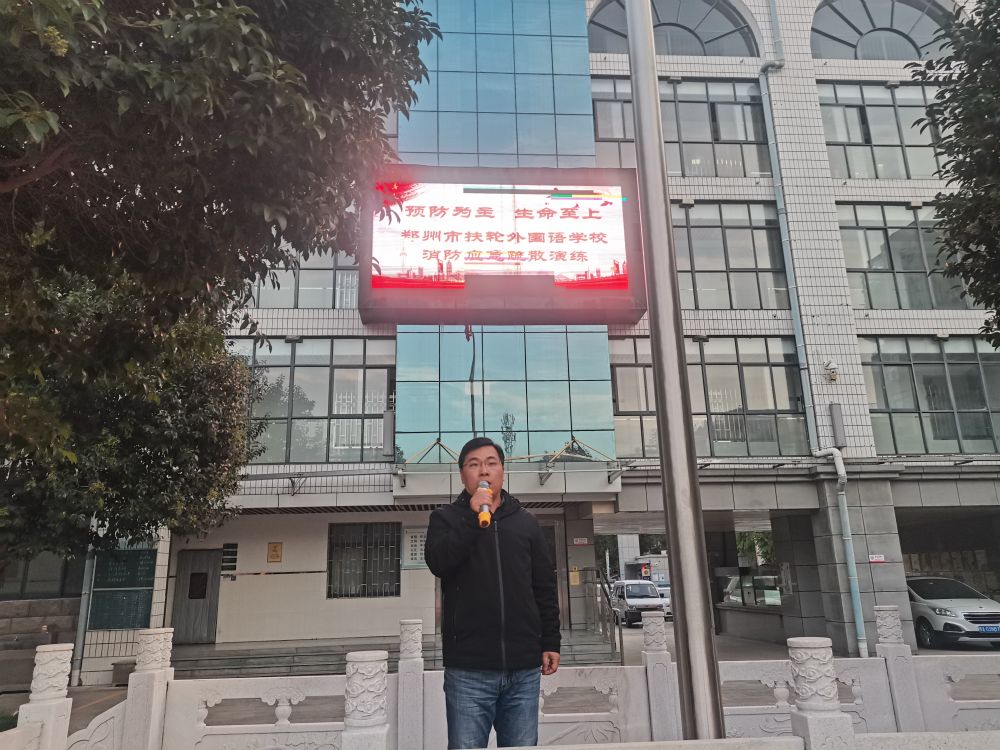 预防为主 生命至上
郑州市扶轮外国语学校
消防应急疏散演练